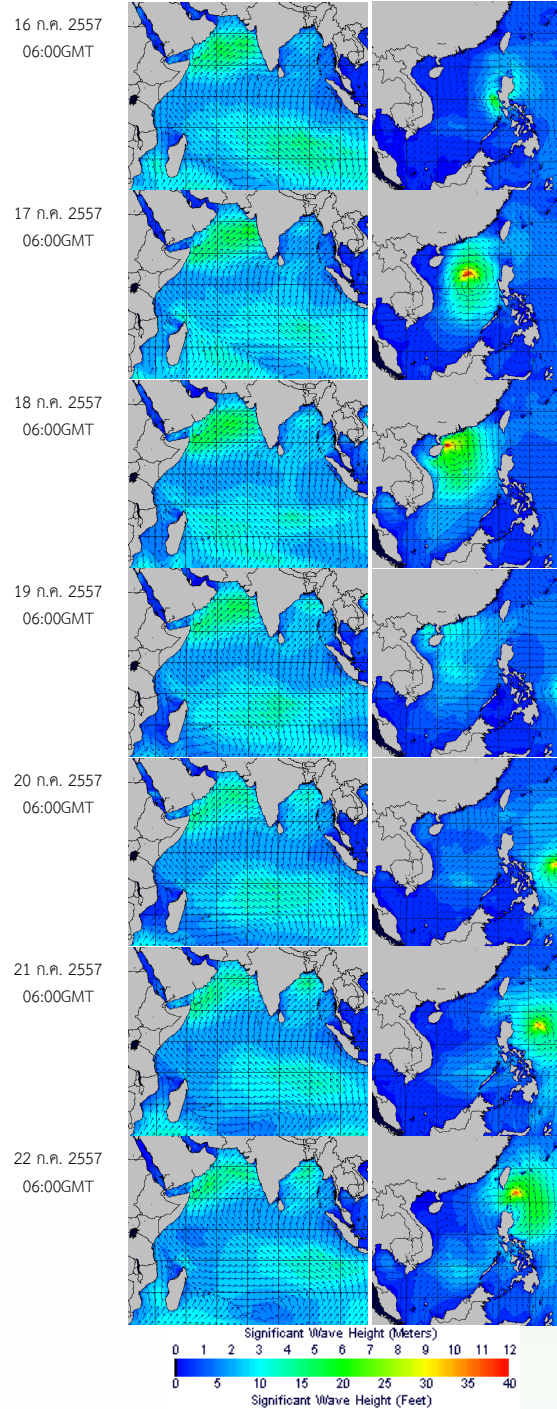 16 ก.ค. 2557
06:00GMT
17 ก.ค. 2557
06:00GMT
18 ก.ค. 2557
06:00GMT
19 ก.ค. 2557
06:00GMT
20 ก.ค. 2557
06:00GMT
21 ก.ค. 2557
06:00GMT
22 ก.ค. 2557
06:00GMT
Significant Wave Height (Meters)
0 1 2 3 4 5 6 7 8 9 10 11 12
0 5 10 15 20 25 30 35 40
Significant Wave Height (Feet)